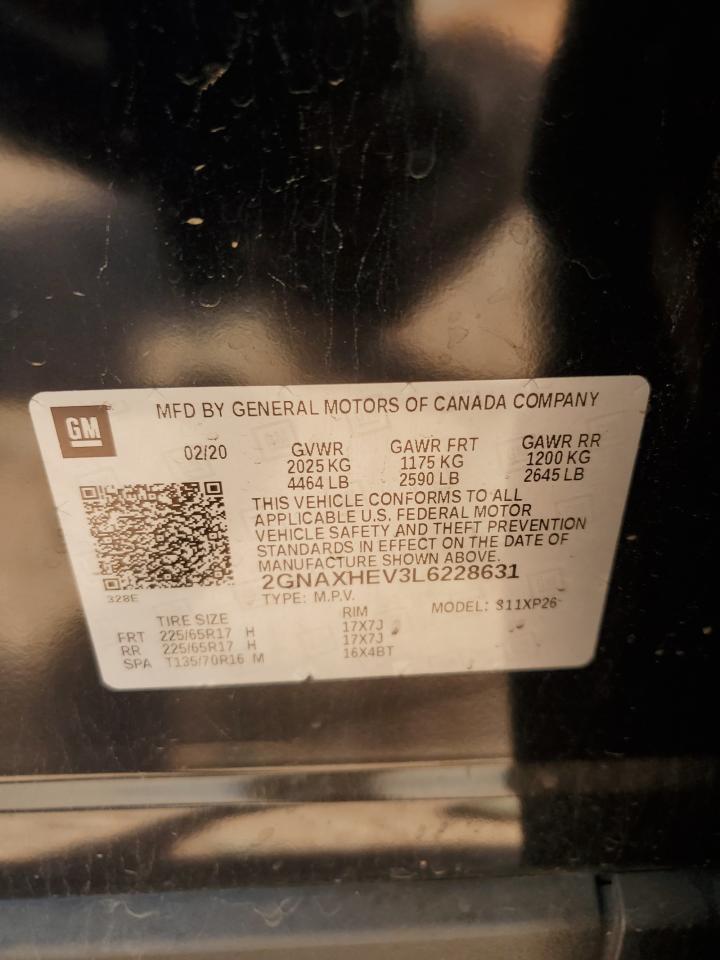 GM
MFD BY GENERAL MOTORS OF CANADA COMPANY
02/20 GVWR GAWR FRT GAWR RR
2025 KG 1175 KG 1200 KG
4464 LB 2590 LB 2645 LB
THIS VEHICLE CONFORMS TO ALL
APPLICABLE U.S. FEDERAL MOTOR
VEHICLE SAFETY AND THEFT PREVENTION
STANDARDS IN EFFECT ON THE DATE OF
MANUFACTURE SHOWN ABOVE.
2GNAXHEV3L6228631
328E
TYPE: M.P.V. MODEL: 811XP26
TIRE SIZE RIM
FRT 225/65R17 H 17X7J
RR 225/65R17 H 17X7J
SPA T135/70R16 M 16X4BT